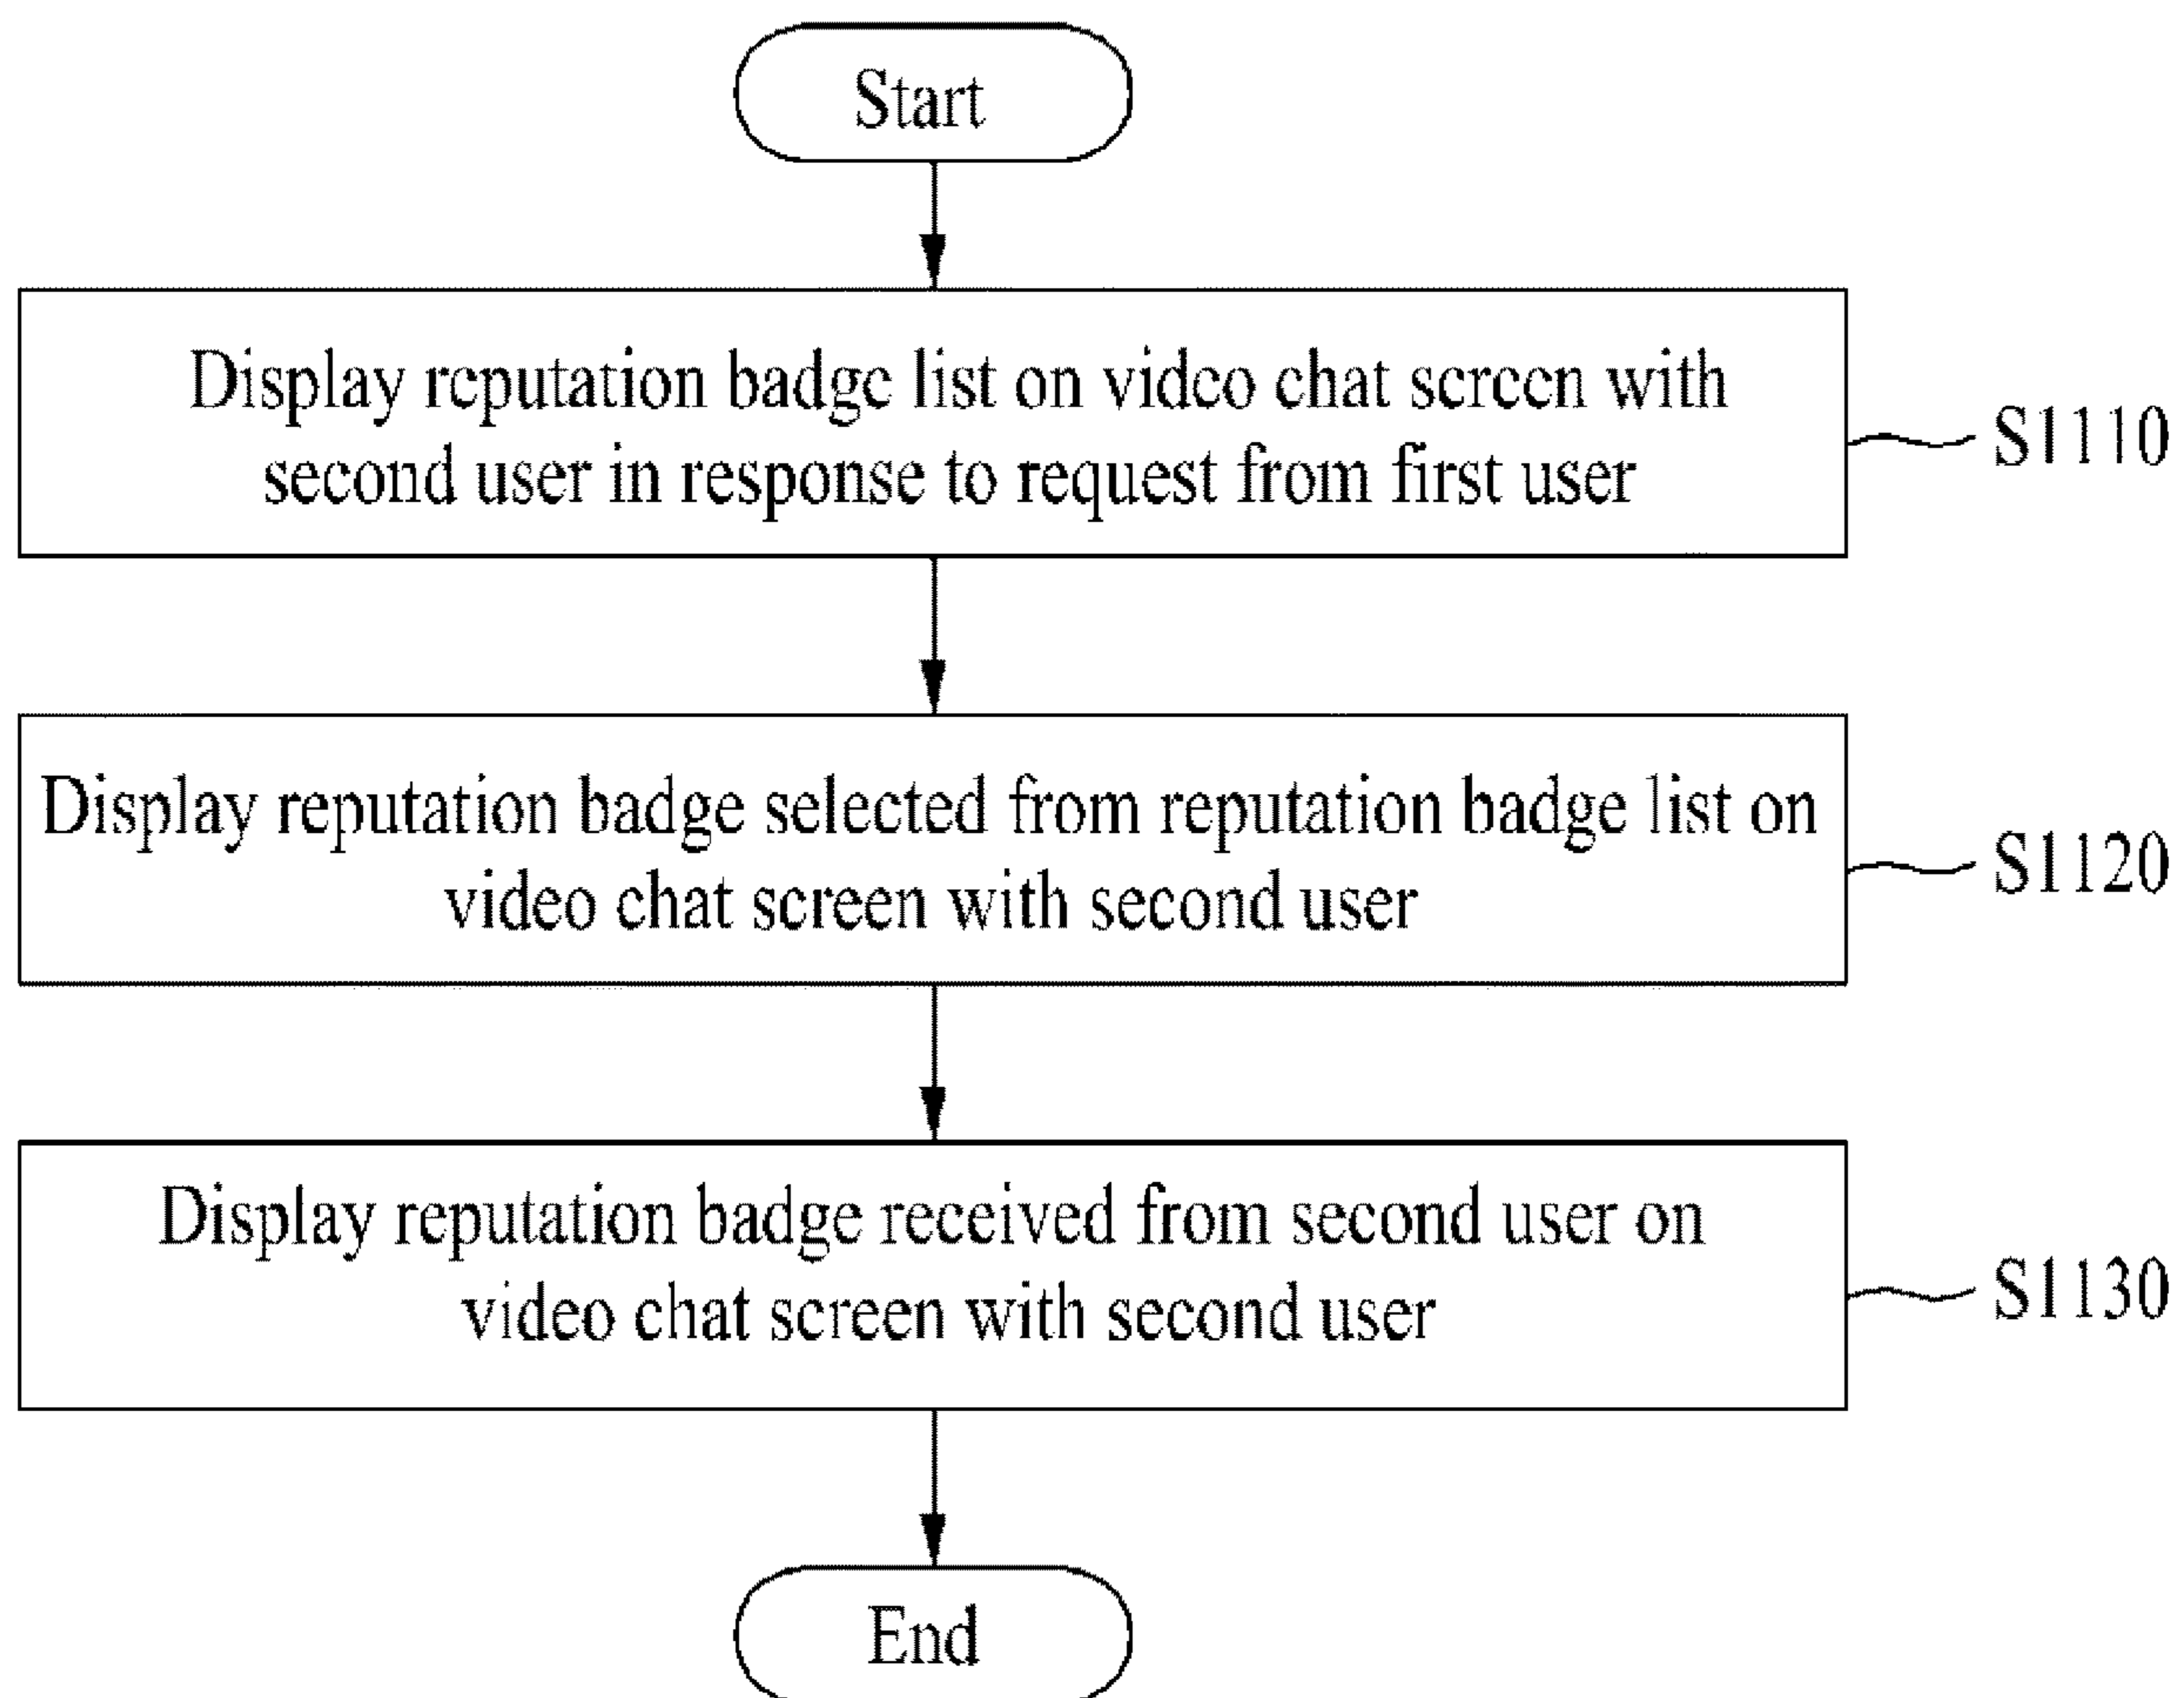 Start
Display reputation badge list on video chat screen with
second user in response to request from first user
S1110
Display reputation badge selected from reputation badge list on
video chat screen with second user
S1120
Display reputation badge received from second user on
video chat screen with second user
S1130
End